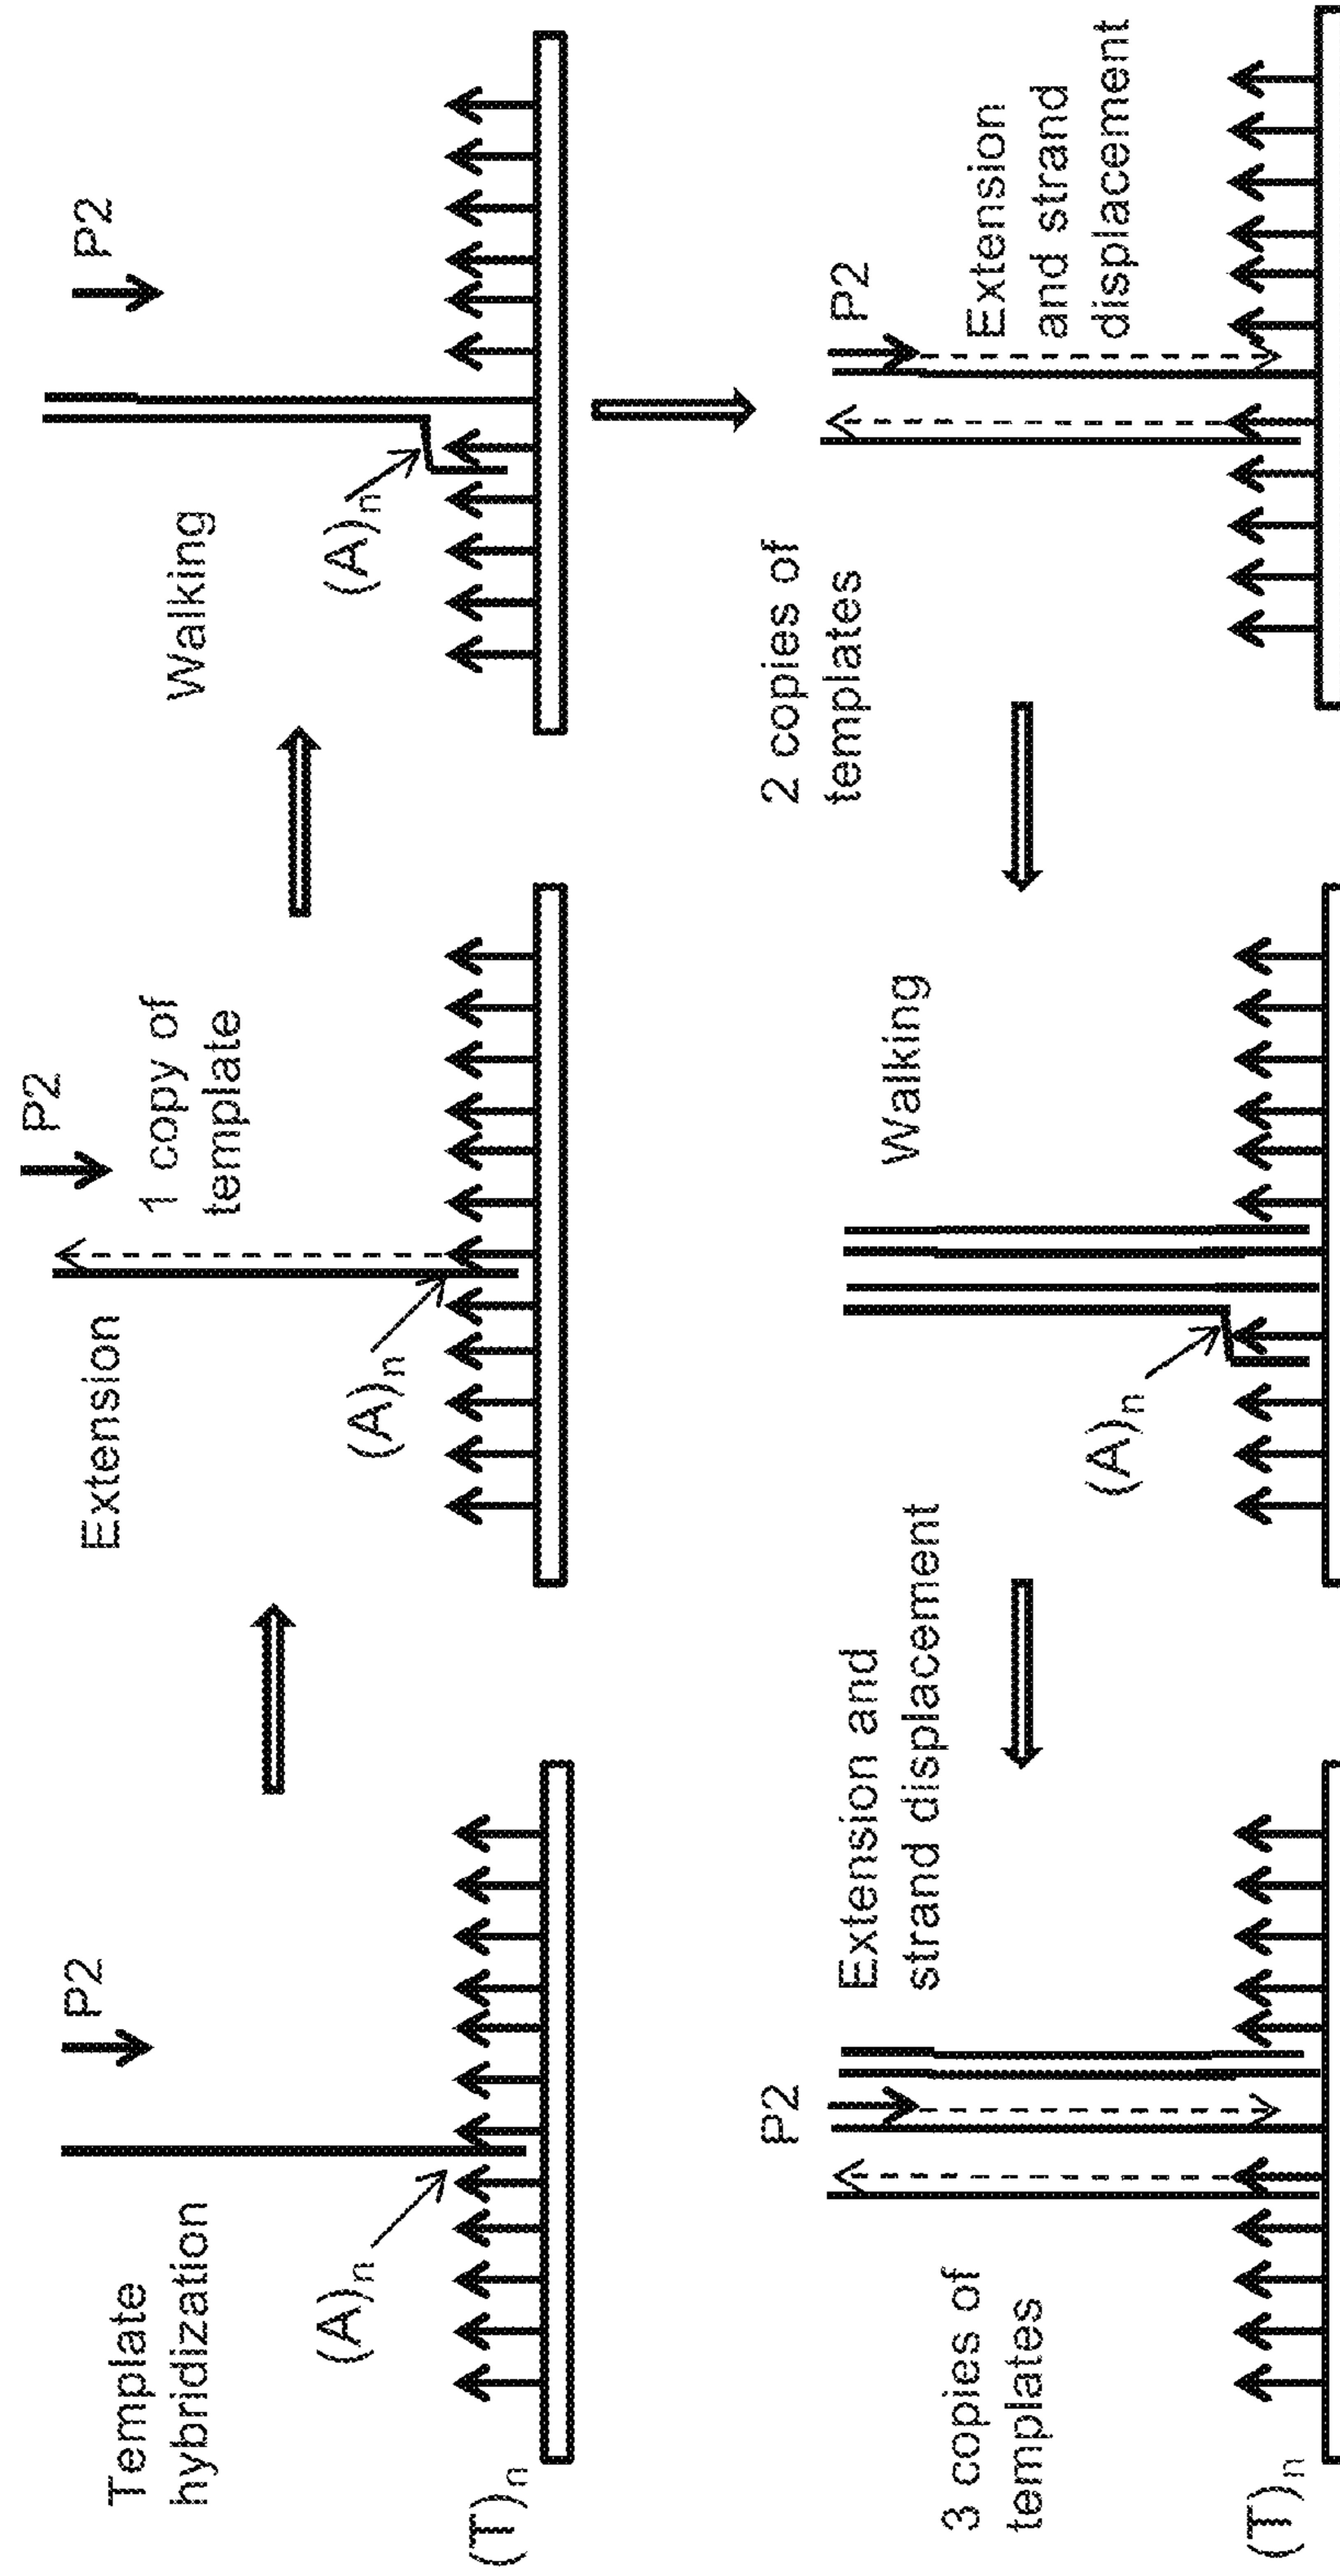 Template
hybridization
P2
(A)n
(T)n
Extension
P2
1 copy of
template
(A)n
Walking
P2
(A)n
2 copies of
templates
P2
Extension
and strand
displacement
Walking
(A)n
Extension and
strand displacement
P2
3 copies of
templates
(T)n